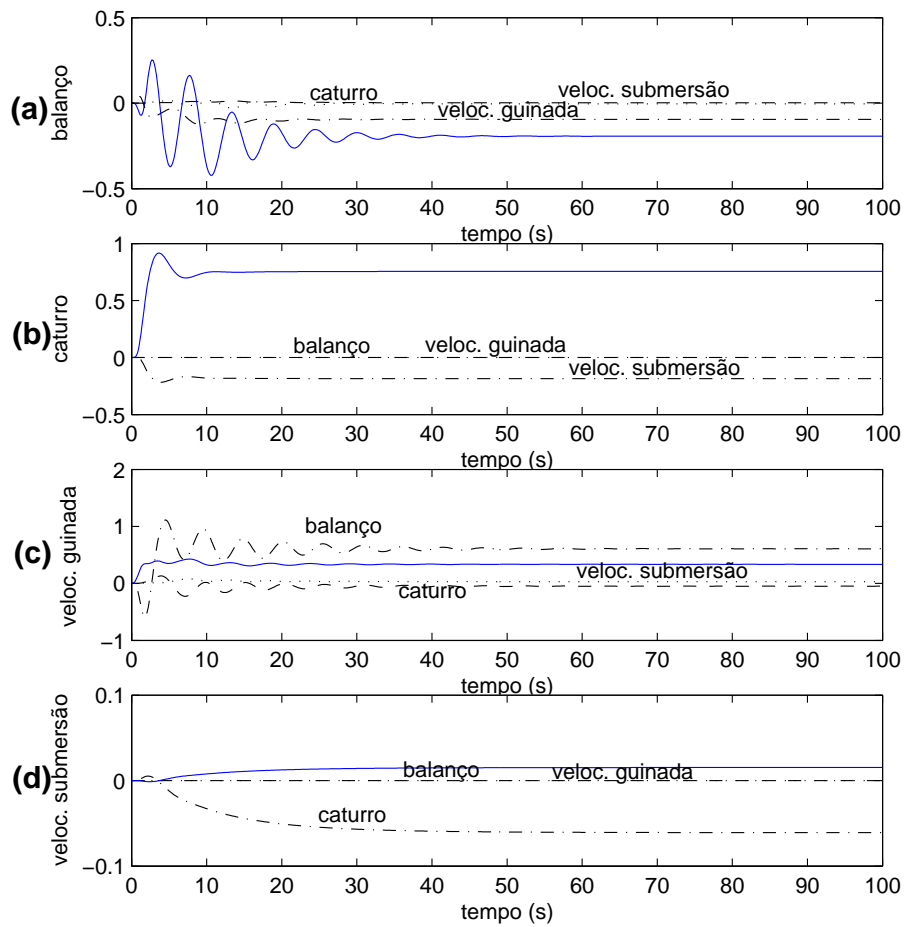 0.5
(a)
balanço
caturro
veloc. submersão
0
veloc. guinada
−0.5
0 10 20 30 40 50 60 70 80 90 100
tempo (s)
1
(b)
caturro
0.5
balanço
veloc. guinada
0
veloc. submersão
−0.5
0 10 20 30 40 50 60 70 80 90 100
tempo (s)
2
(c)
veloc. guinada
1
balanço
veloc. submersão
0
caturro
−1
0 10 20 30 40 50 60 70 80 90 100
tempo (s)
0.1
(d)
veloc. submersão
balanço
veloc. guinada
0
caturro
−0.1
0 10 20 30 40 50 60 70 80 90 100
tempo (s)